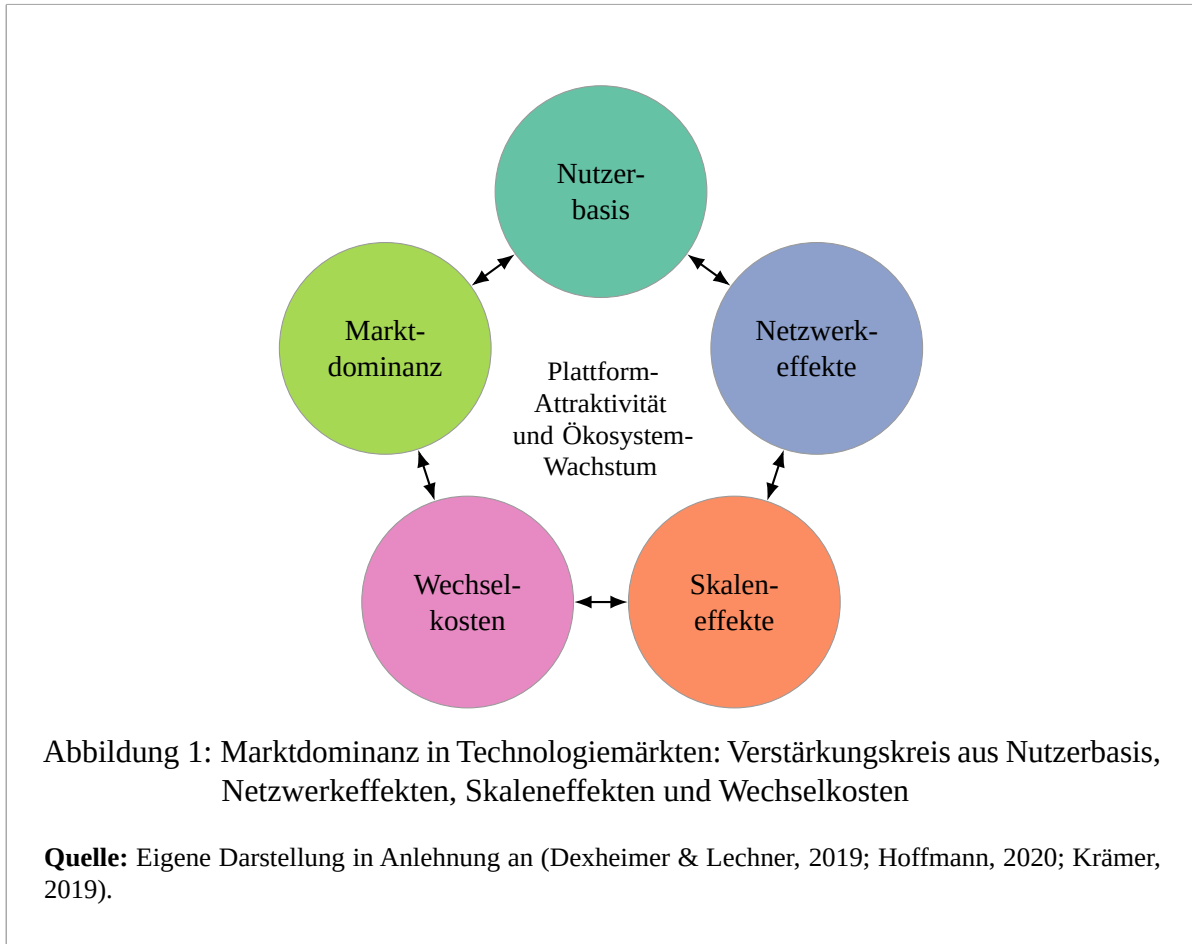 Nutzer-
basis
Markt-
dominanz
Netzwerk-
effekte
Plattform-
Attraktivität
und Ökosystem-
Wachstum
Wechsel-
kosten
Skalen-
effekte
Abbildung 1: Marktdominanz in Technologiemärkten: Verstärkungskreis aus Nutzerbasis,
Netzwerkeffekten, Skaleneffekten und Wechselkosten
Quelle: Eigene Darstellung in Anlehnung an (Dexheimer & Lechner, 2019; Hoffmann, 2020; Krämer,
2019).